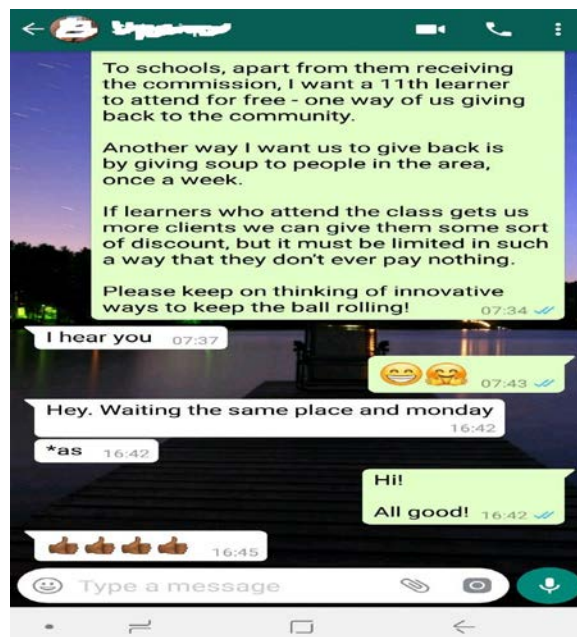 To schools, apart from them receiving
the commission, I want a 11th learner
to attend for free - one way of us giving
back to the community.
Another way I want us to give back is
by giving soup to people in the area,
once a week.
If learners who attend the class gets us
more clients we can give them some sort
of discount, but it must be limited in such
a way that they don't ever pay nothing.
Please keep on thinking of innovative
ways to keep the ball rolling!
07:34
I hear you 07:37
07:43
Hey. Waiting the same place and monday
16:42
*as 16:42
Hi!
All good! 16:42
16:45
Type a message